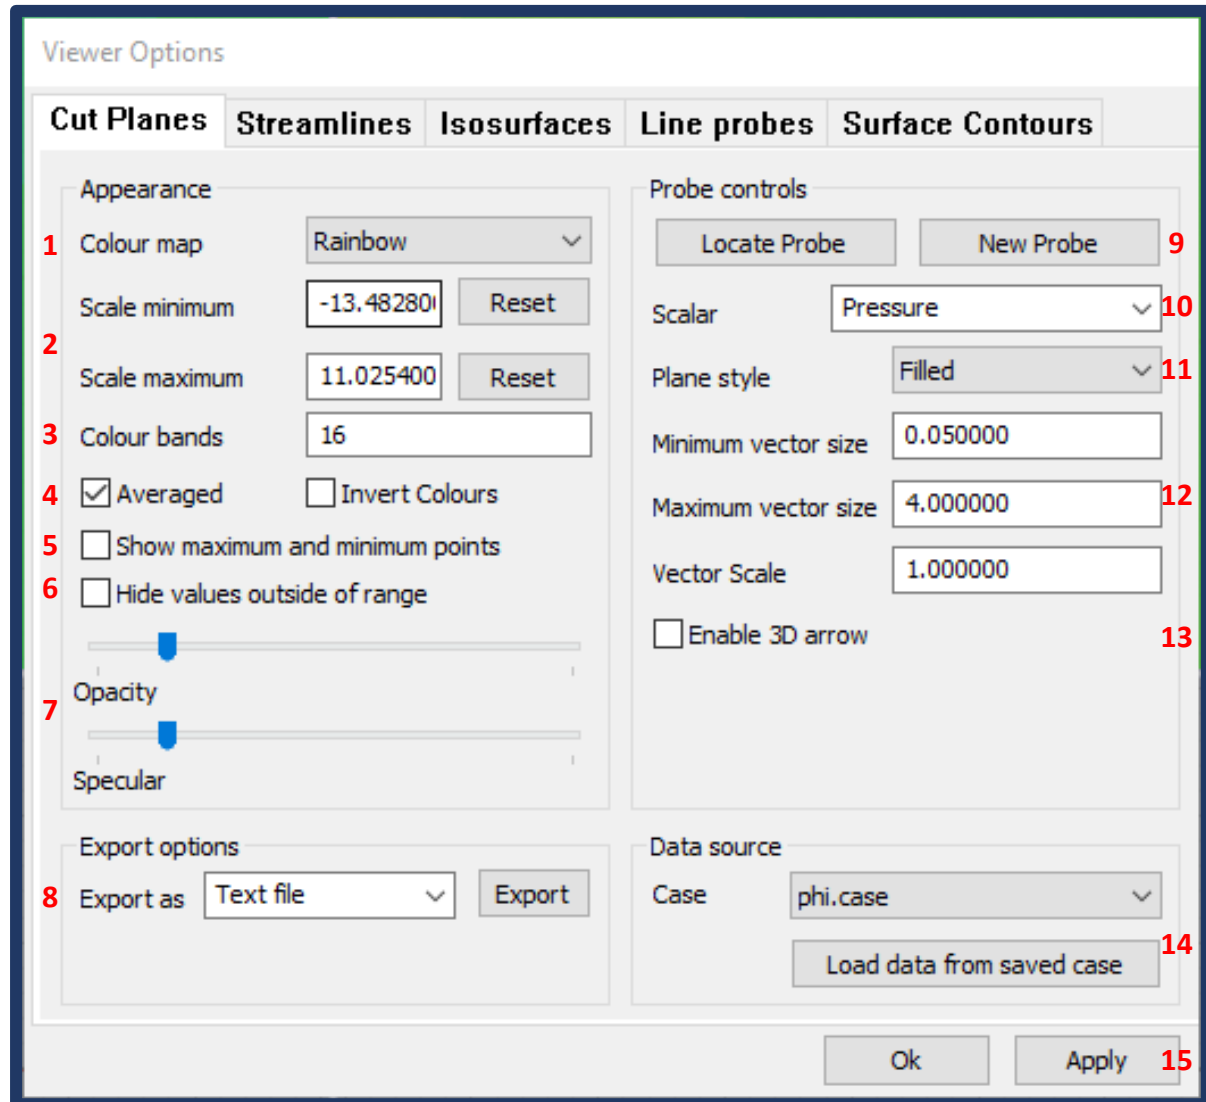 Viewer Options
Cut Planes Streamlines Isosurfaces Line probes Surface Contours
Appearance
1 Colour map Rainbow
Scale minimum -13.48280 Reset
2
Scale maximum 11.025400 Reset
3 Colour bands 16
4 Averaged Invert Colours
5 Show maximum and minimum points
6 Hide values outside of range
Opacity
7
Specular
Export options
8 Export as Text file Export
Probe controls
Locate Probe New Probe 9
Scalar Pressure 10
Plane style Filled 11
Minimum vector size 0.050000
Maximum vector size 4.000000 12
Vector Scale 1.000000
Enable 3D arrow 13
Data source
Case phi.case
14
Load data from saved case
Ok Apply 15